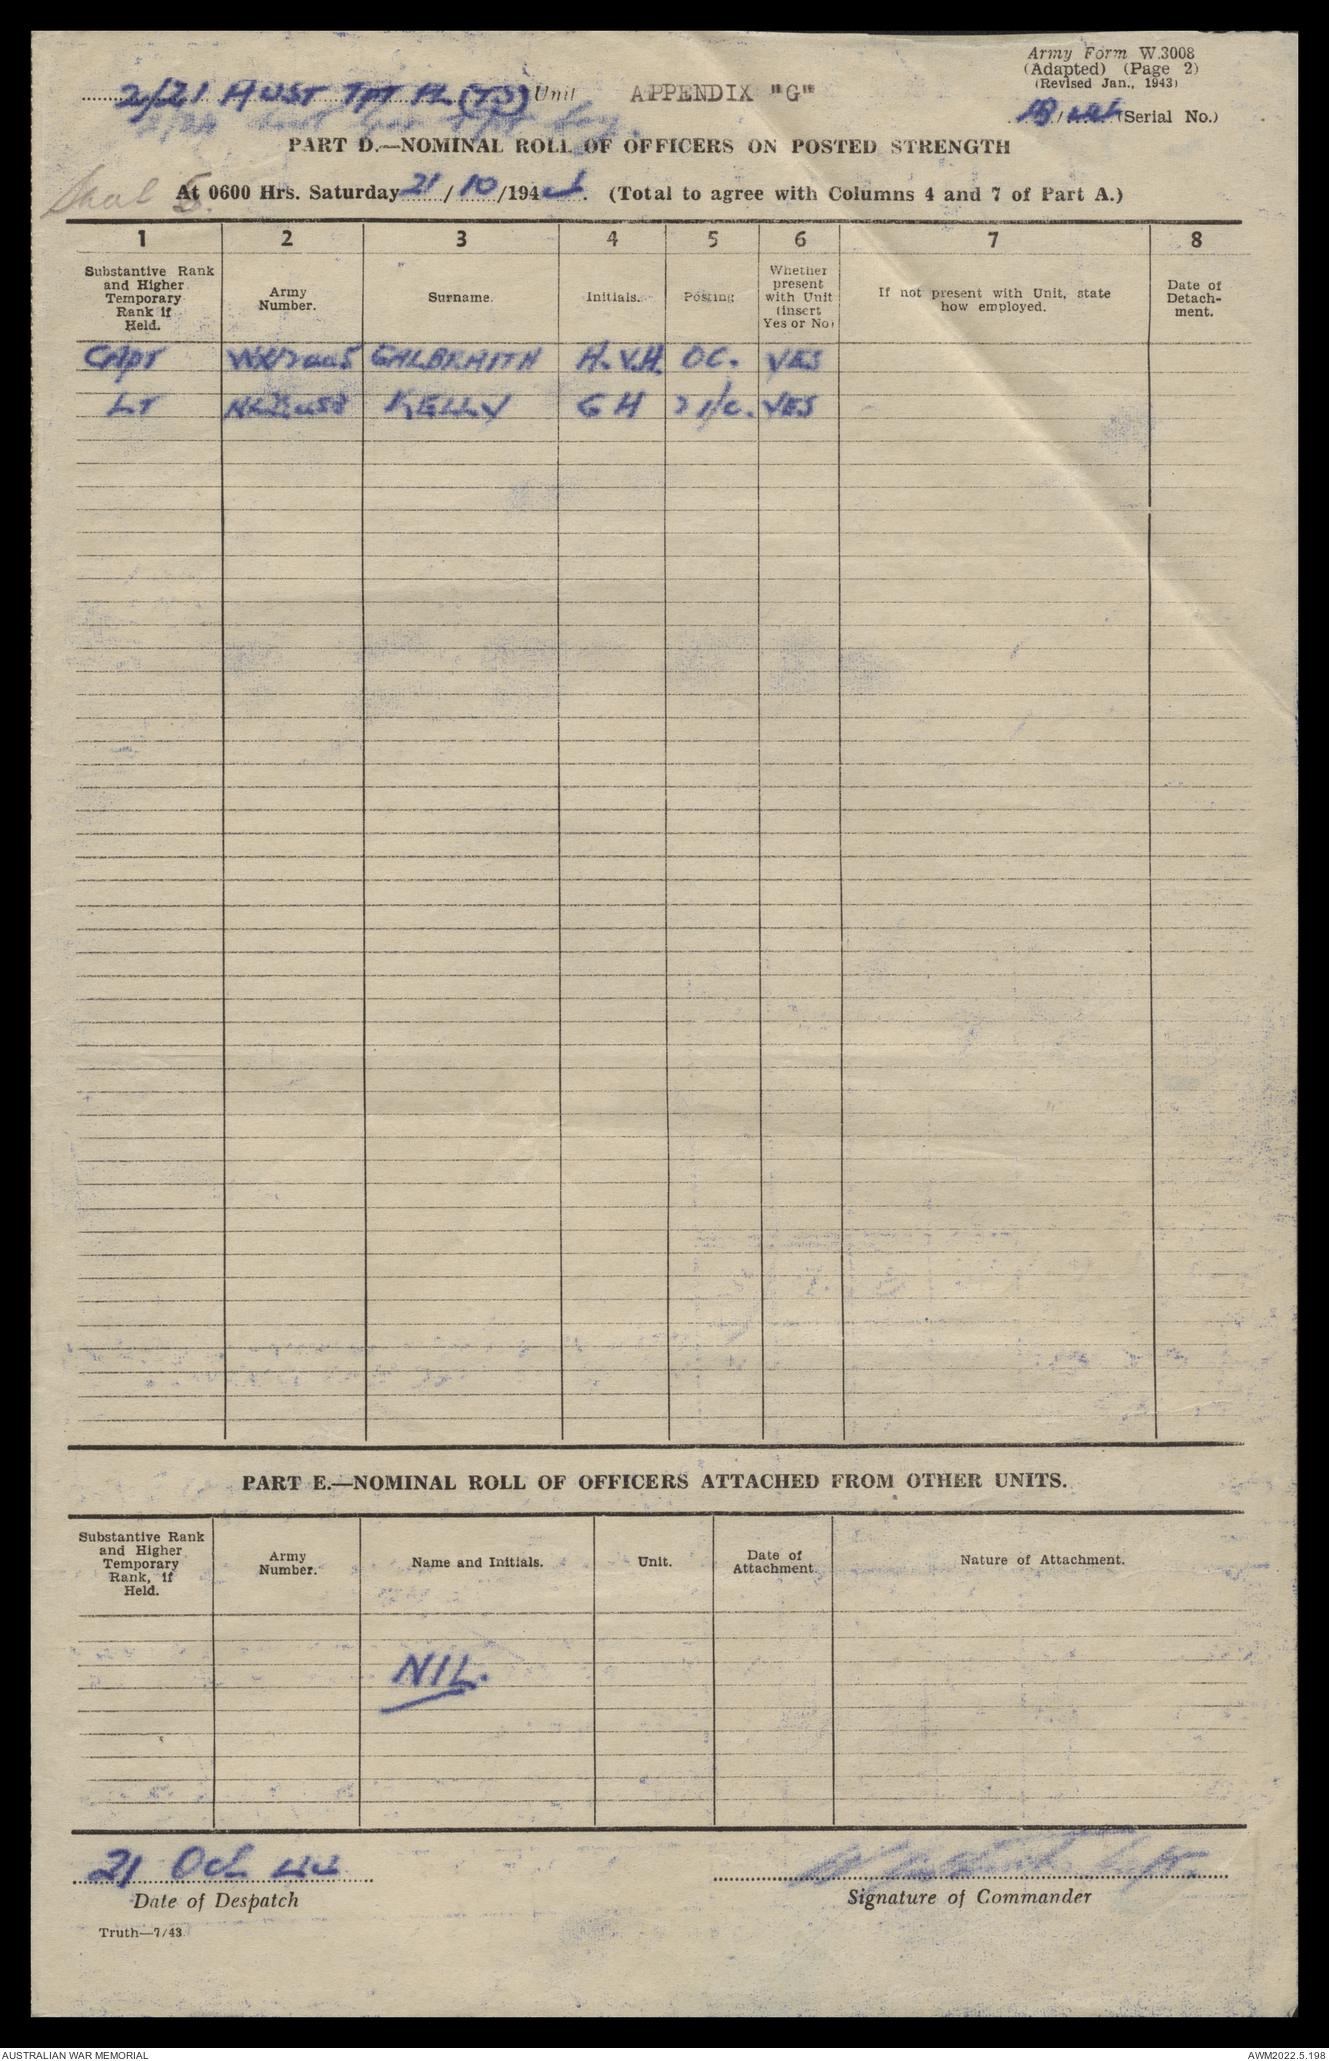 Army Form W.3008
(Adapted) (Page 2)
(Revised Jan., 1943)
2/21 AUST TPT PL (TS) Unit APPENDIX "G"
18/44 (Serial No.)
PART D.—NOMINAL ROLL OF OFFICERS ON POSTED STRENGTH
At 0600 Hrs. Saturday 21/10/1944. (Total to agree with Columns 4 and 7 of Part A.)
1 2 3 4 5 6 7 8
Substantive Rank and Higher Temporary Rank if Held. Army Number. Surname. Initials. Posting Whether present with Unit (insert Yes or No) If not present with Unit, state how employed. Date of Detach-ment.
CAPT GALBRAITH H.V.H. OC. YES
LT KELLY G H 2 I/C. YES
PART E.—NOMINAL ROLL OF OFFICERS ATTACHED FROM OTHER UNITS.
Substantive Rank and Higher Temporary Rank, if Held. Army Number. Name and Initials. Unit. Date of Attachment. Nature of Attachment.
NIL.
21 Oct 44
Date of Despatch Signature of Commander
Truth—7/43.
AUSTRALIAN WAR MEMORIAL AWM2022.5.198